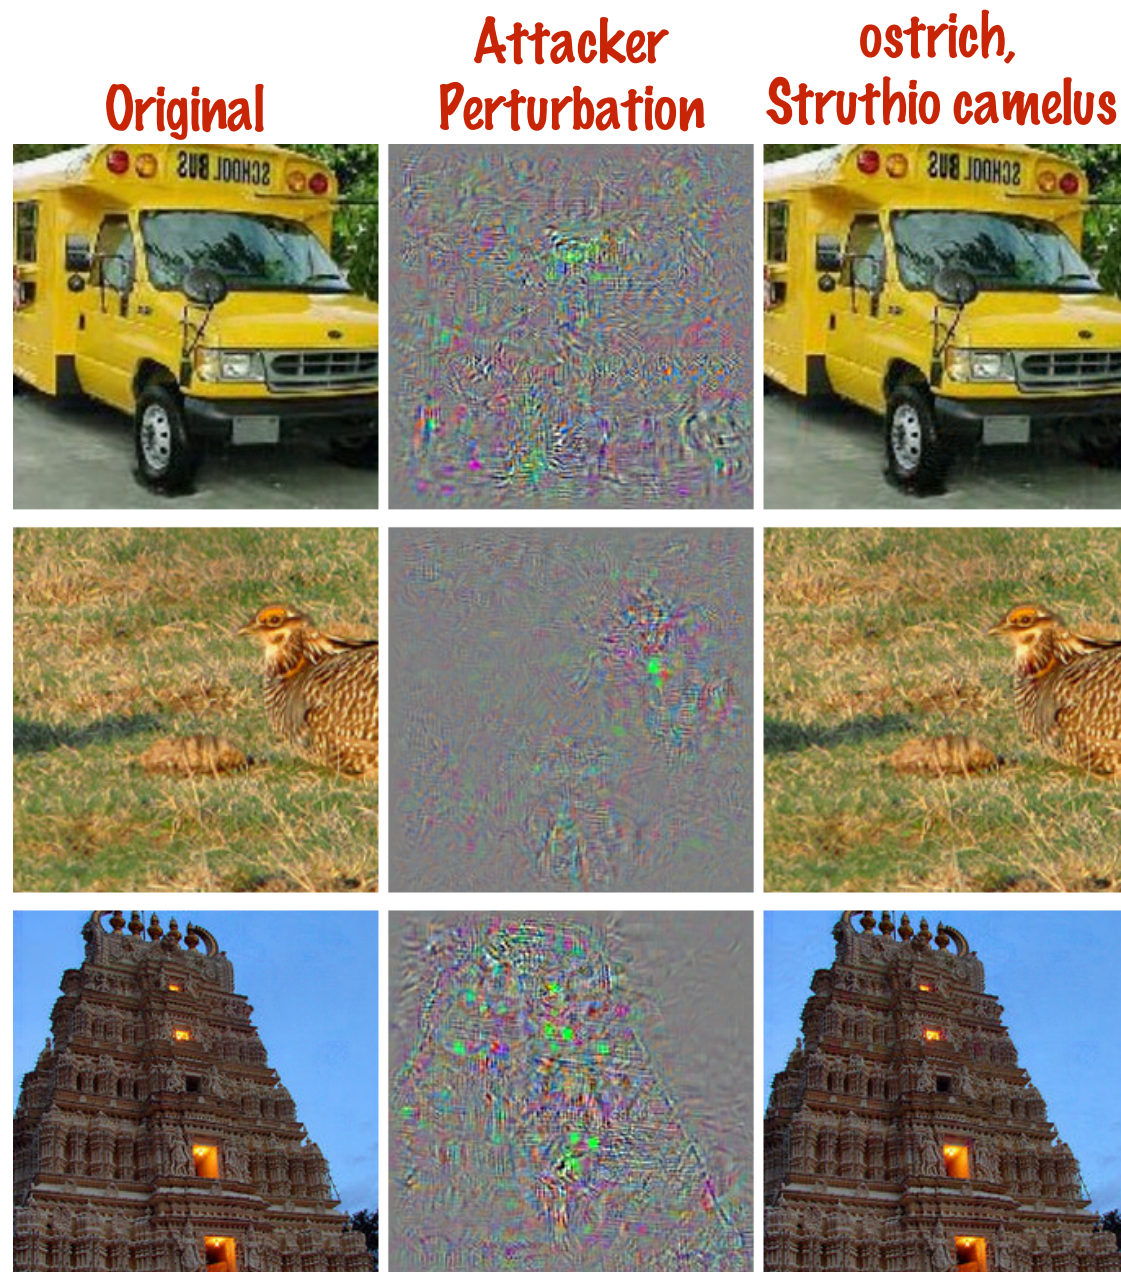 Original
Attacker
Perturbation
ostrich,
Struthio camelus
SCHOOL BUS
SCHOOL BUS